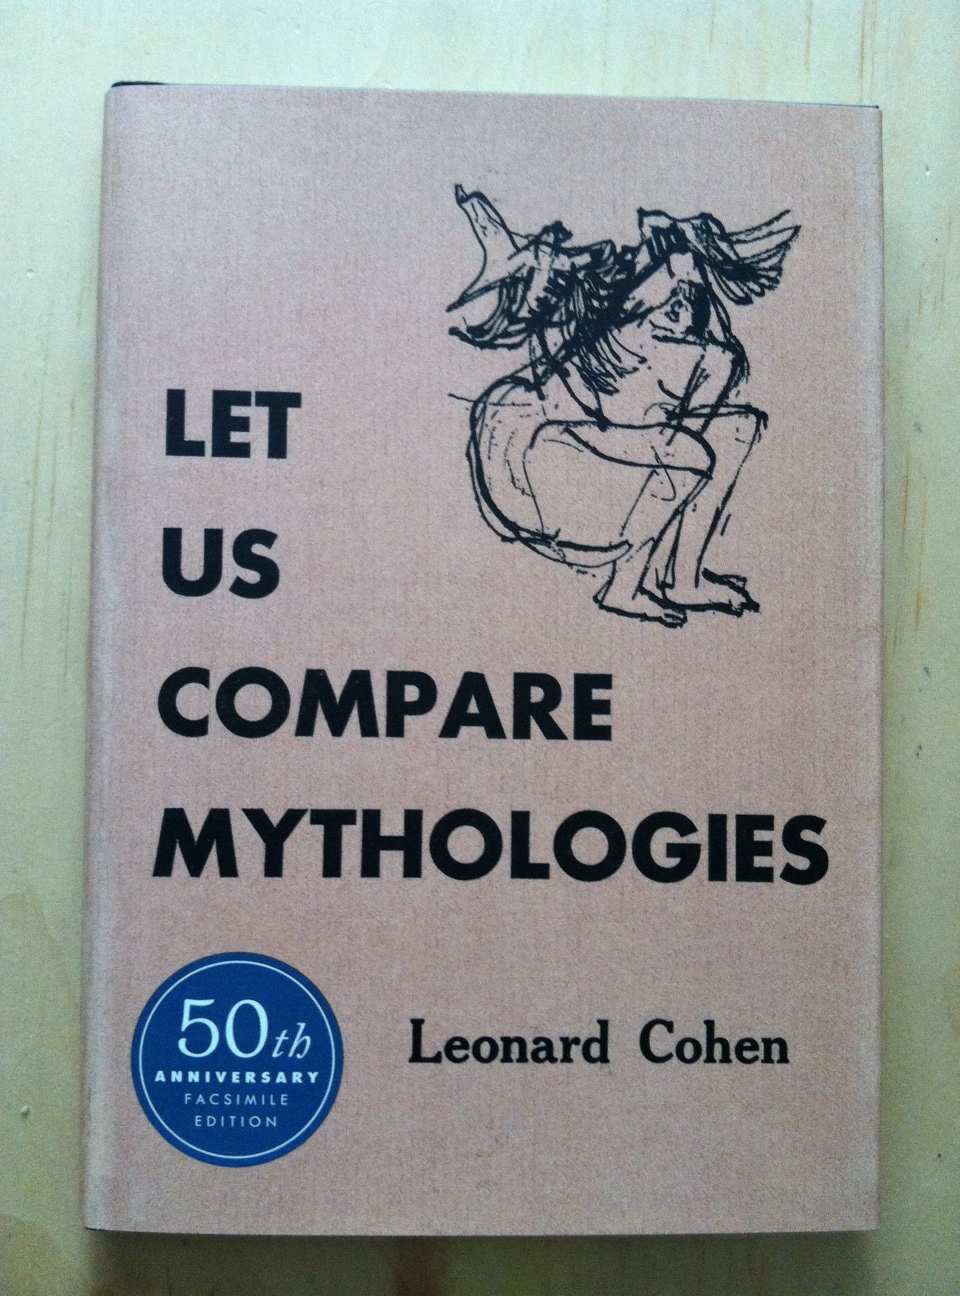 LET
US
COMPARE
MYTHOLOGIES
50th
ANNIVERSARY
FACSIMILE
EDITION
Leonard Cohen